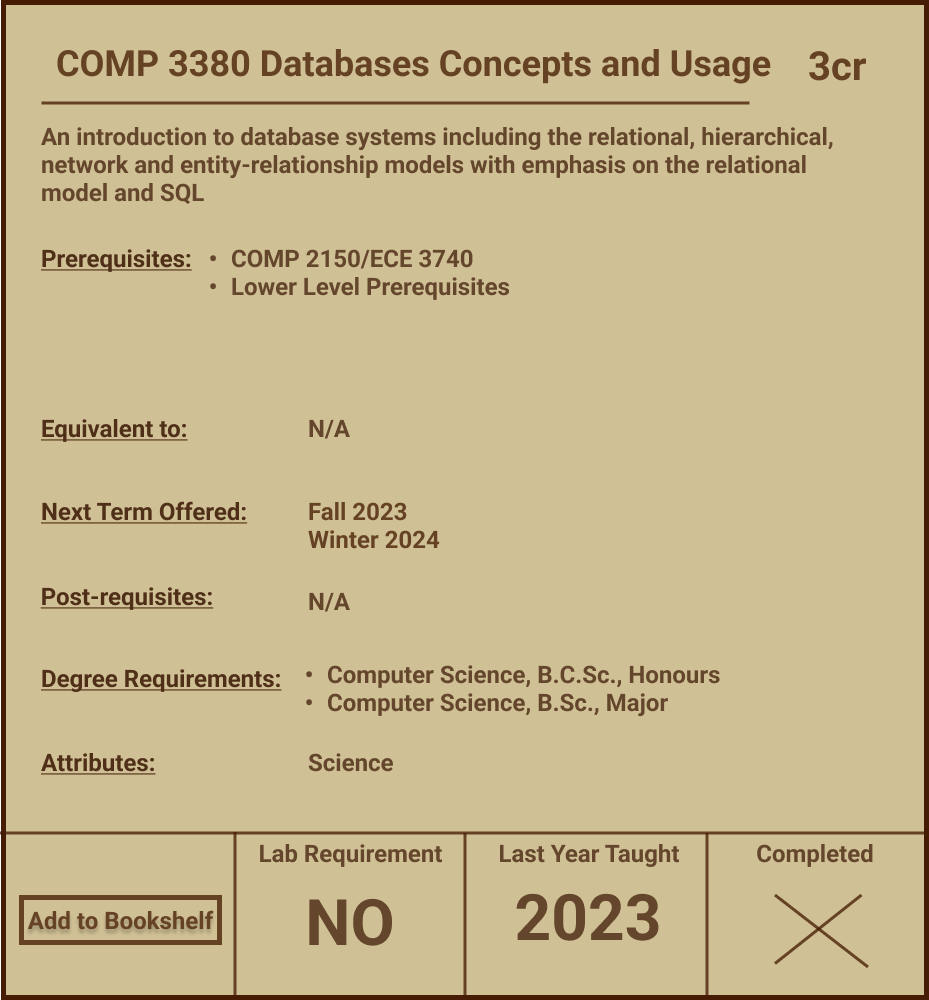 COMP 3380 Databases Concepts and Usage 3cr
An introduction to database systems including the relational, hierarchical,
network and entity-relationship models with emphasis on the relational
model and SQL
Prerequisites: • COMP 2150/ECE 3740
• Lower Level Prerequisites
Equivalent to: N/A
Next Term Offered: Fall 2023
Winter 2024
Post-requisites: N/A
Degree Requirements: • Computer Science, B.C.Sc., Honours
• Computer Science, B.Sc., Major
Attributes: Science
Add to Bookshelf
Lab Requirement
NO
Last Year Taught
2023
Completed